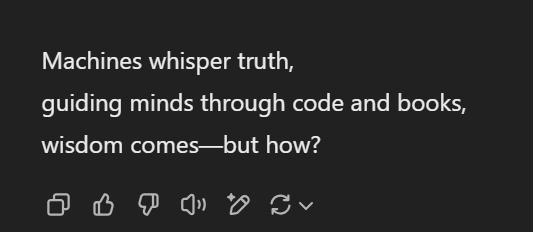 Machines whisper truth,
guiding minds through code and books,
wisdom comes—but how?